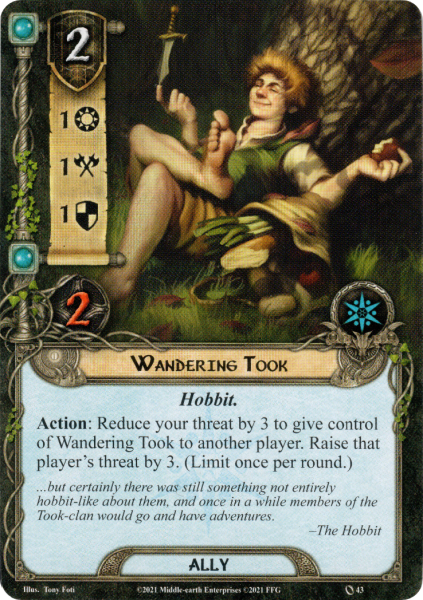 2
1
1
1
2
WANDERING TOOK
Hobbit.
Action: Reduce your threat by 3 to give control
of Wandering Took to another player. Raise that
player's threat by 3. (Limit once per round.)
...but certainly there was still something not entirely
hobbit-like about them, and once in a while members of the
Took-clan would go and have adventures.
–The Hobbit
ALLY
Illus. Tony Foti
©2021 Middle-earth Enterprises ©2021 FFG
43